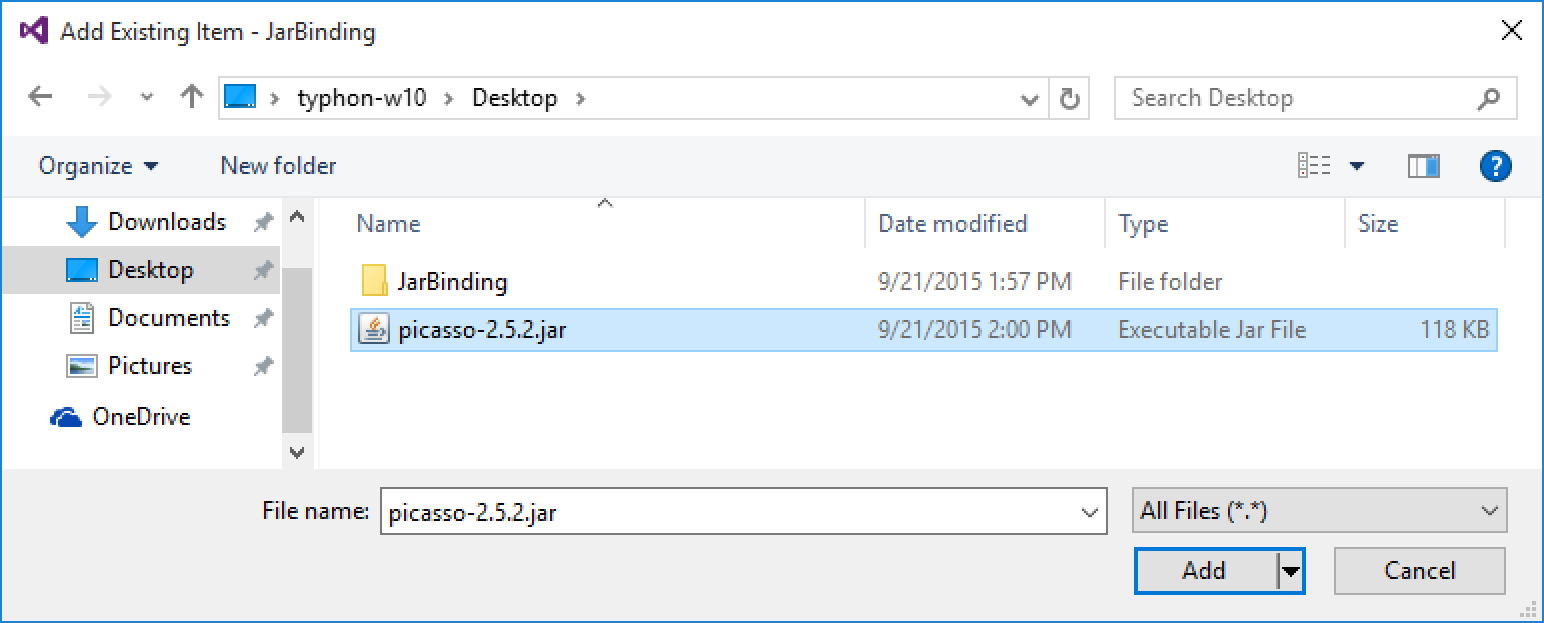 Add Existing Item - JarBinding
typhon-w10 > Desktop >
Search Desktop
Organize
New folder
?
Downloads
Desktop
Documents
Pictures
OneDrive
Name Date modified Type Size
JarBinding 9/21/2015 1:57 PM File folder
picasso-2.5.2.jar 9/21/2015 2:00 PM Executable Jar File 118 KB
File name: picasso-2.5.2.jar
All Files (*.*)
Add
Cancel